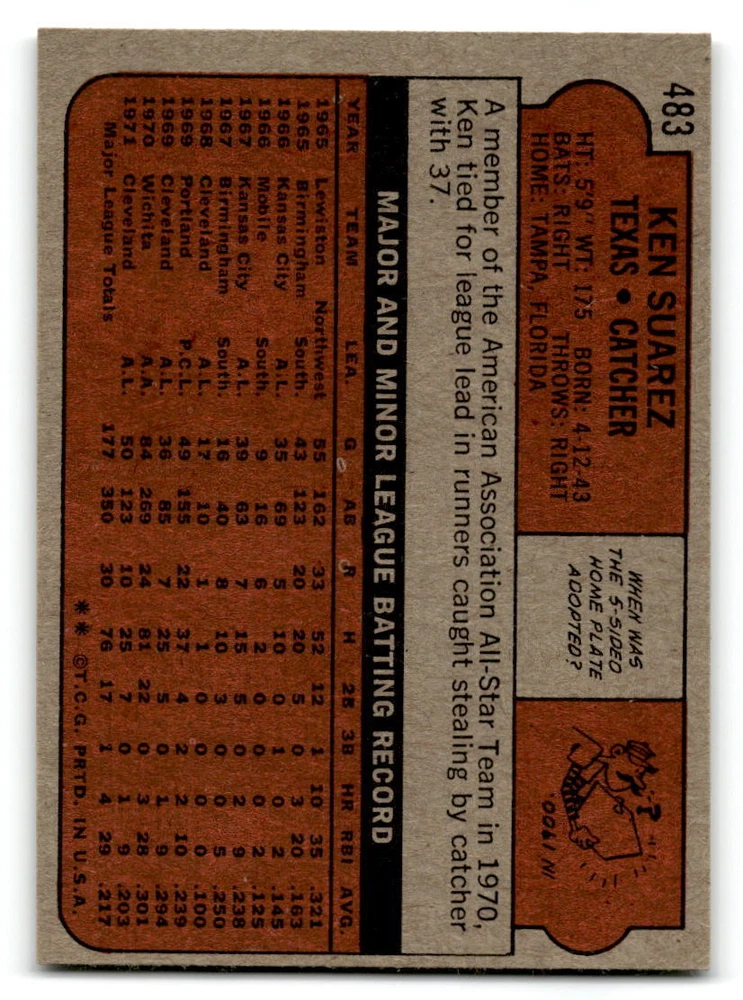 483
KEN SUAREZ
TEXAS • CATCHER
HT: 5'9" WT: 175 BORN: 4-12-43
BATS: RIGHT THROWS: RIGHT
HOME: TAMPA, FLORIDA
WHEN WAS
THE 5-SIDED
HOME PLATE
ADOPTED?
IN 1900
A member of the American Association All-Star Team in 1970,
Ken tied for league lead in runners caught stealing by catcher
with 37.
MAJOR AND MINOR LEAGUE BATTING RECORD
YEAR TEAM LEA. G AB R H 2B 3B HR RBI AVG.
1965 Lewiston Northwest 55 162 33 52 12 1 10 35 .321
1965 Birmingham South. 43 123 20 20 5 0 3 20 .163
1966 Kansas City A.L. 35 69 5 10 0 1 0 2 .145
1966 Mobile South. 9 16 6 2 0 0 0 2 .125
1967 Kansas City A.L. 39 63 7 15 5 0 2 9 .238
1967 Birmingham South. 16 40 8 10 3 0 0 5 .250
1968 Cleveland A.L. 17 10 1 1 0 0 0 0 .100
1969 Portland P.C.L. 49 155 22 37 4 2 2 10 .239
1969 Cleveland A.L. 36 85 7 25 5 0 1 9 .294
1970 Wichita A.A. 84 269 24 81 22 0 3 28 .301
1971 Cleveland A.L. 50 123 10 25 7 0 1 9 .203
Major League Totals 177 350 30 76 17 1 4 29 .217
** ©T.C.G. PRTD. IN U.S.A.